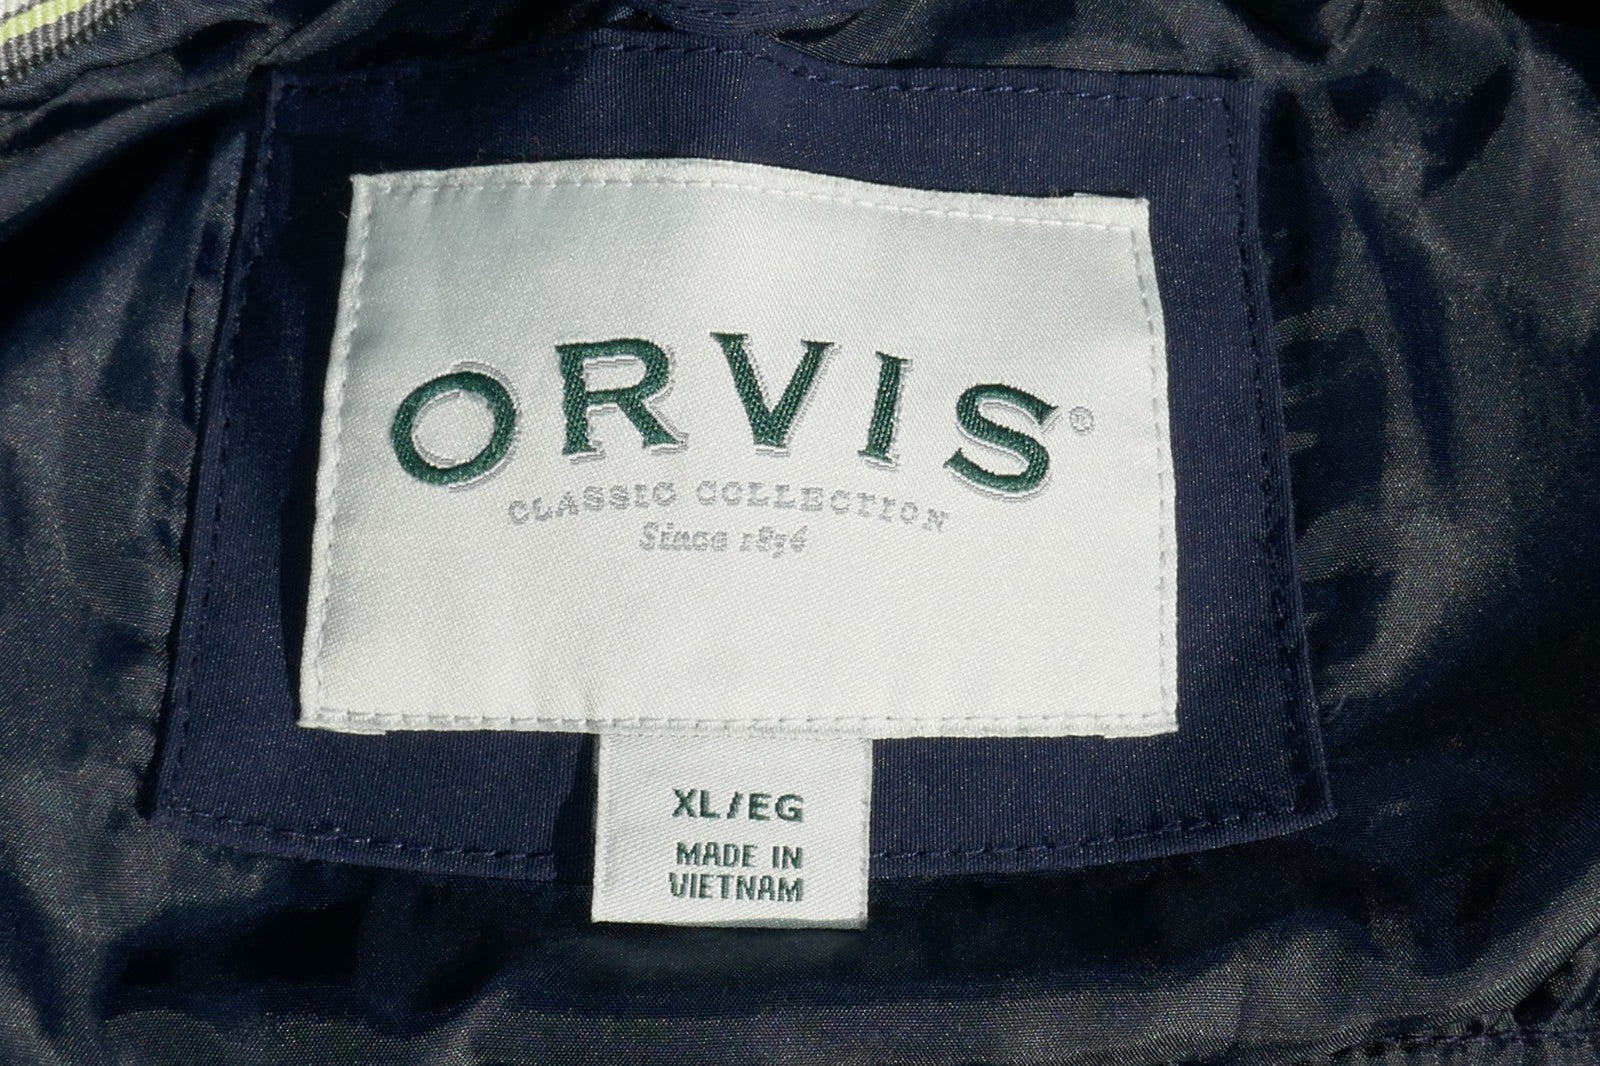 ORVIS®
CLASSIC COLLECTION
Since 1856
XL/EG
MADE IN
VIETNAM